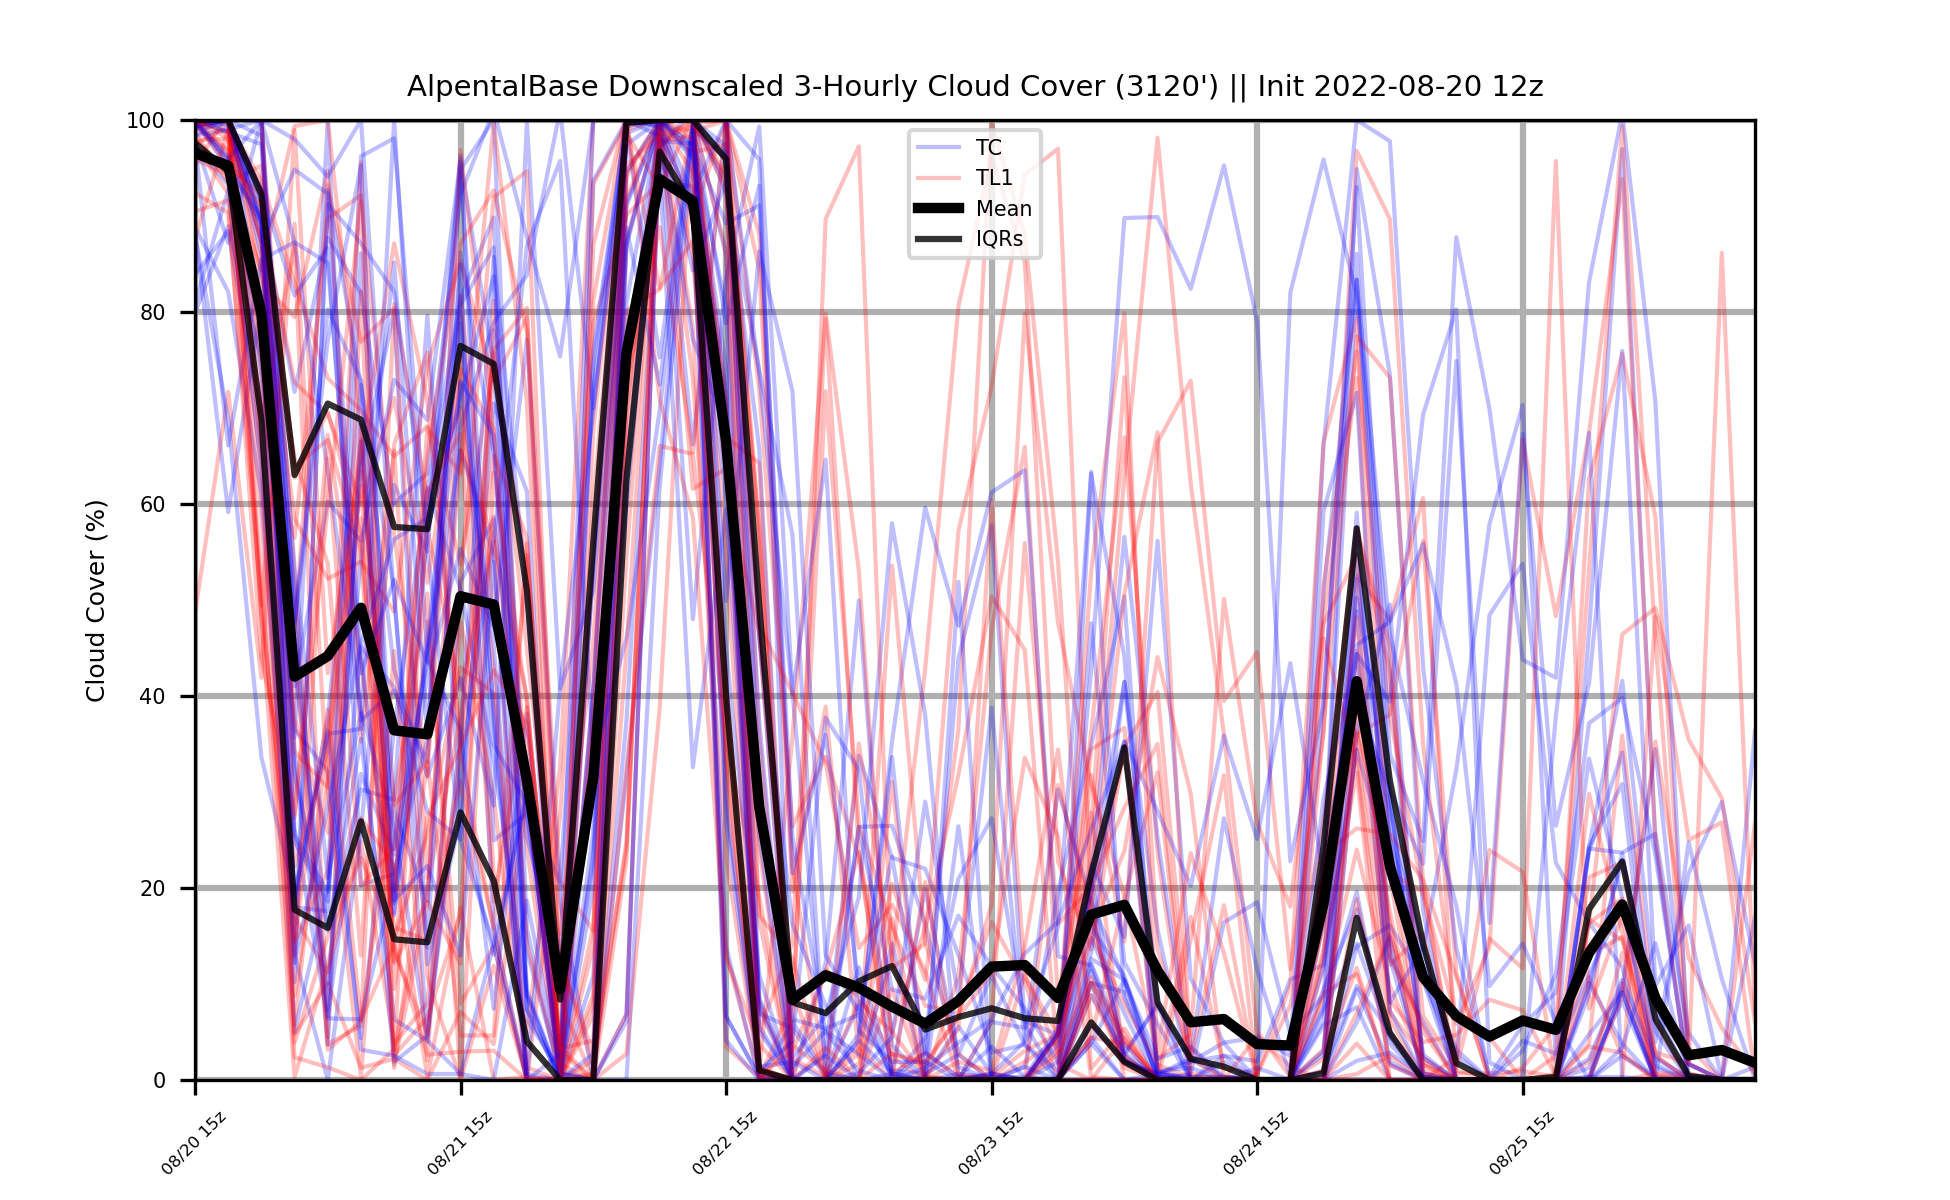 AlpentalBase Downscaled 3-Hourly Cloud Cover (3120') || Init 2022-08-20 12z
TC
TL1
Mean
IQRs
Cloud Cover (%)
100
80
60
40
20
0
08/20 15z
08/21 15z
08/22 15z
08/23 15z
08/24 15z
08/25 15z